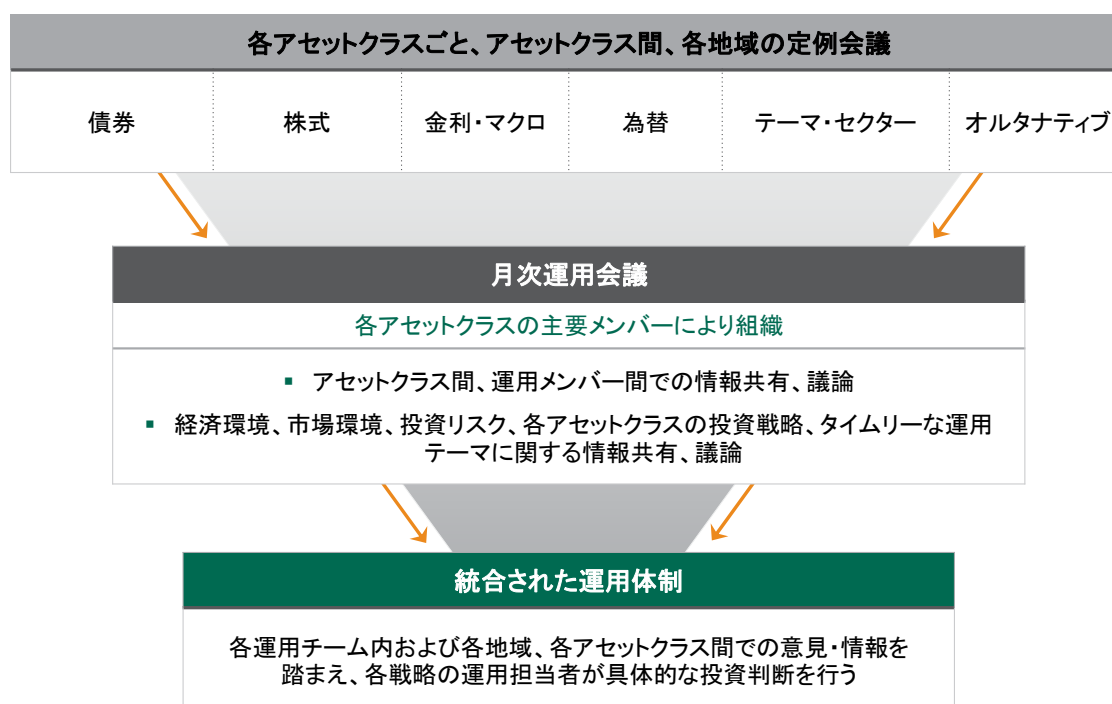 各アセットクラスごと、アセットクラス間、各地域の定例会議
債券 株式 金利・マクロ 為替 テーマ・セクター オルタナティブ
月次運用会議
各アセットクラスの主要メンバーにより組織
▪ アセットクラス間、運用メンバー間での情報共有、議論
▪ 経済環境、市場環境、投資リスク、各アセットクラスの投資戦略、タイムリーな運用
テーマに関する情報共有、議論
統合された運用体制
各運用チーム内および各地域、各アセットクラス間での意見・情報を
踏まえ、各戦略の運用担当者が具体的な投資判断を行う